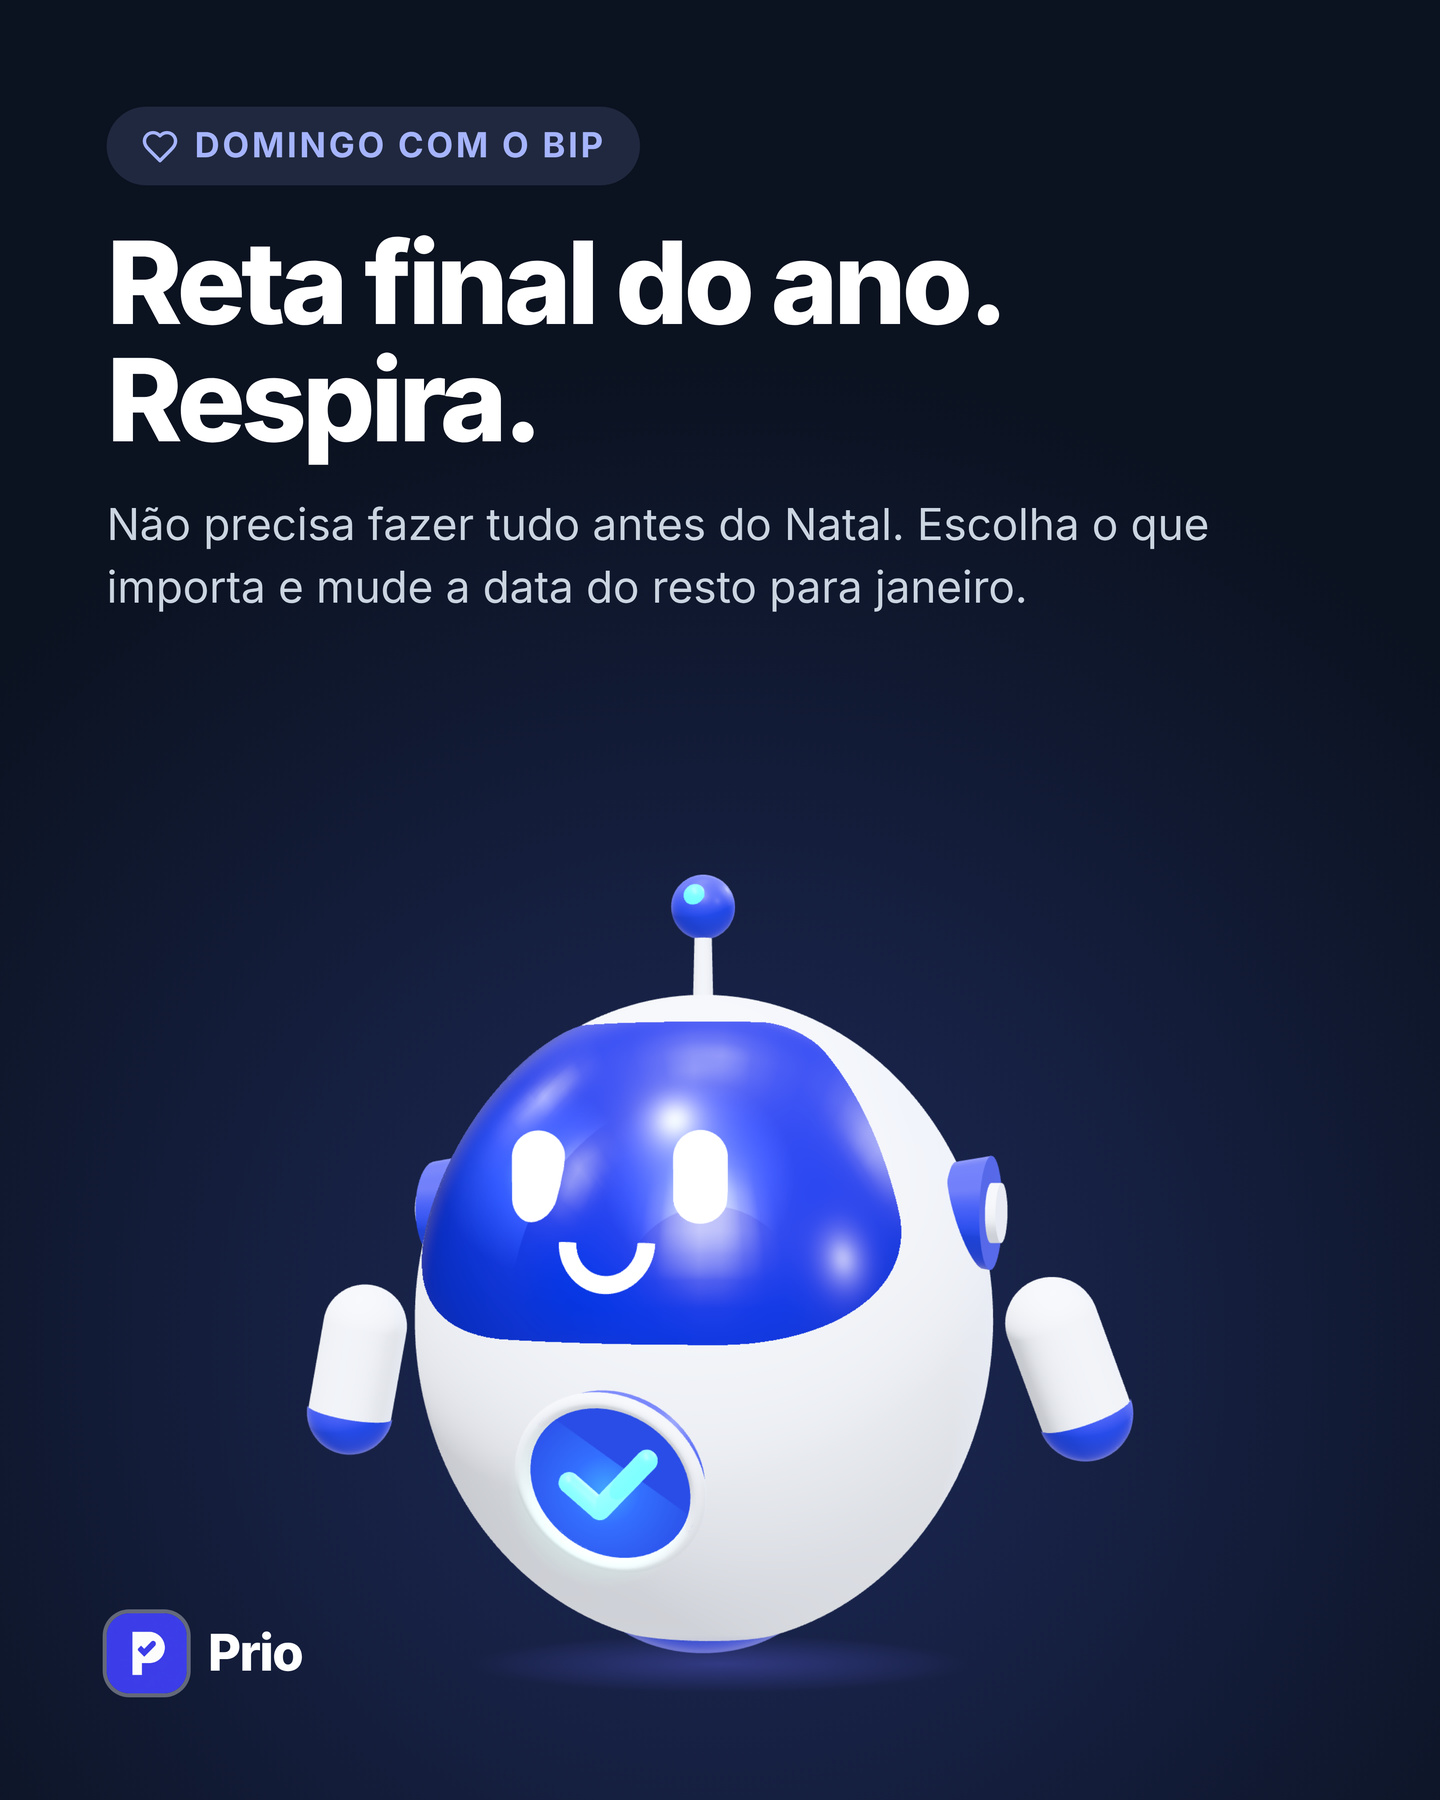 DOMINGO COM O BIP
Reta final do ano.
Respira.
Não precisa fazer tudo antes do Natal. Escolha o que
importa e mude a data do resto para janeiro.
Prio